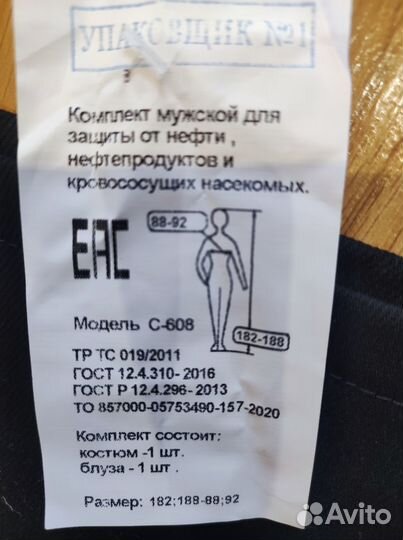 УПАКОВЩИК №1
Комплект мужской для
защиты от нефти ,
нефтепродуктов и
кровососущих насекомых.
88-92
EAC
182-188
Модель С-608
ТР ТС 019/2011
ГОСТ 12.4.310- 2016
ГОСТ Р 12.4.296- 2013
ТО 857000-05753490-157-2020
Комплект состоит:
костюм -1 шт.
блуза - 1 шт .
Размер: 182;188-88;92
Avito